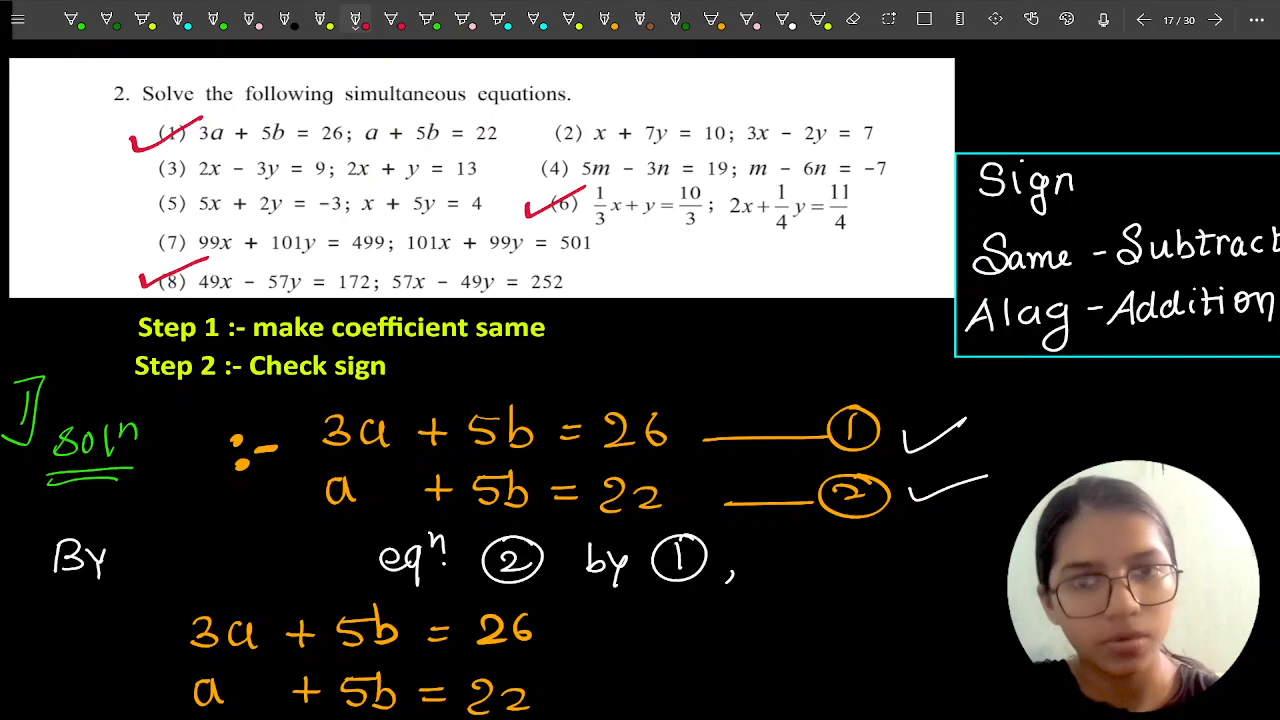 17 / 30
2. Solve the following simultaneous equations.
(1) 3a + 5b = 26; a + 5b = 22
(2) x + 7y = 10; 3x - 2y = 7
(3) 2x - 3y = 9; 2x + y = 13
(4) 5m - 3n = 19; m - 6n = -7
(5) 5x + 2y = -3; x + 5y = 4
(6) 1/3 x + y = 10/3; 2x + 1/4 y = 11/4
(7) 99x + 101y = 499; 101x + 99y = 501
(8) 49x - 57y = 172; 57x - 49y = 252
Sign
Same - Subtract
Alag - Addition
Step 1 :- make coefficient same
Step 2 :- Check sign
I] solⁿ :- 3a + 5b = 26 —— ①
a + 5b = 22 —— ②
By eqⁿ. ② by ①,
3a + 5b = 26
a + 5b = 22